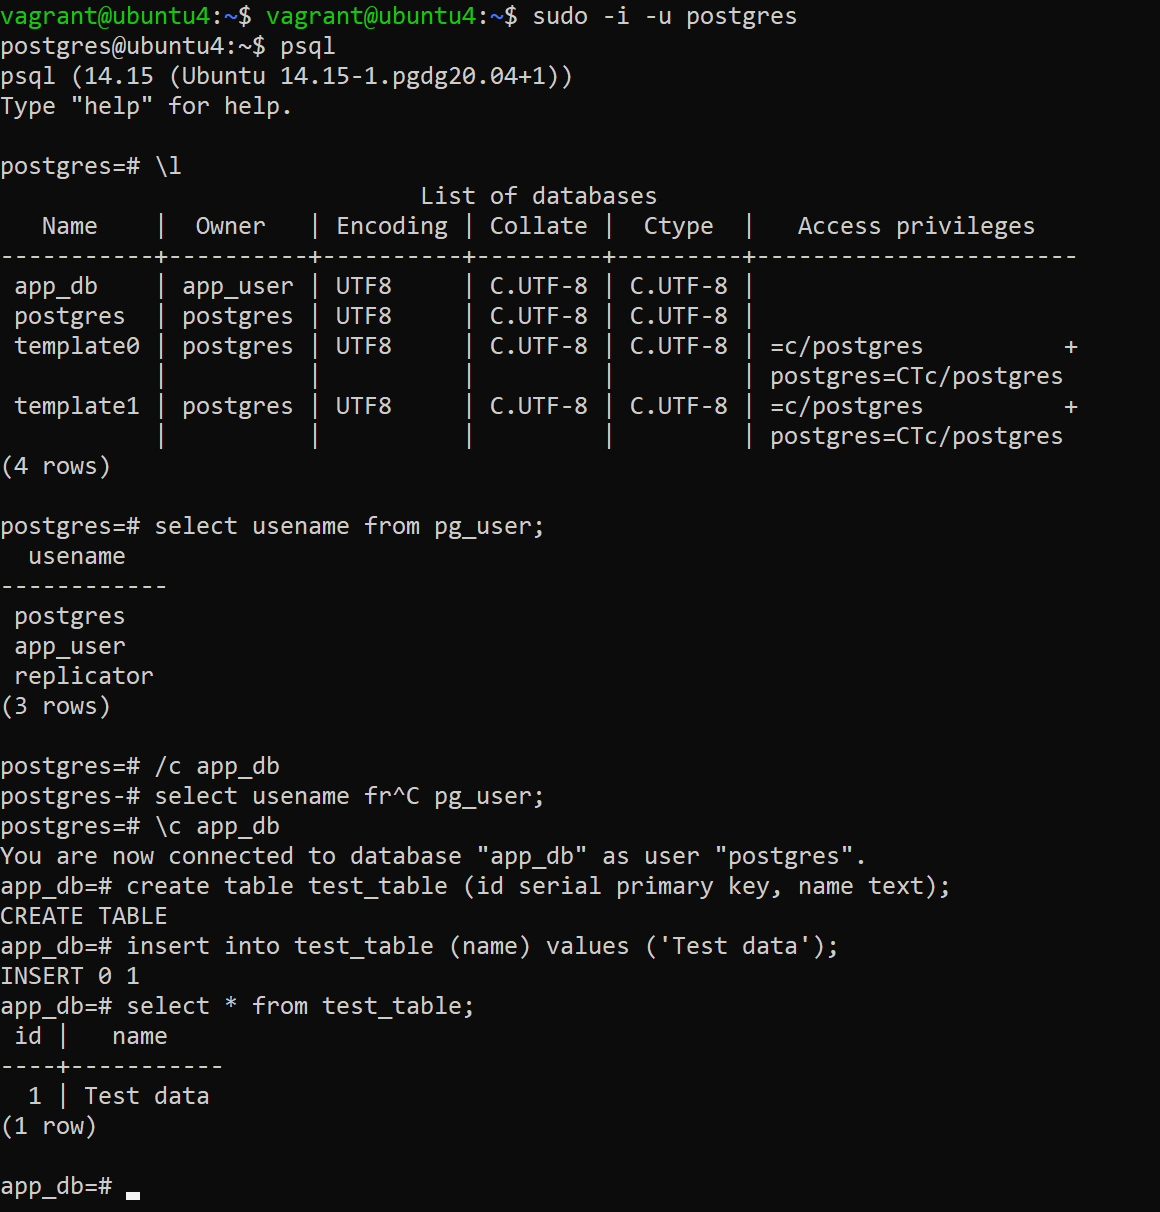 vagrant@ubuntu4:~$ vagrant@ubuntu4:~$ sudo -i -u postgres
postgres@ubuntu4:~$ psql
psql (14.15 (Ubuntu 14.15-1.pgdg20.04+1))
Type "help" for help.

postgres=# \l
                              List of databases
   Name    |  Owner   | Encoding | Collate |  Ctype  |   Access privileges
-----------+----------+----------+---------+---------+-----------------------
 app_db    | app_user | UTF8     | C.UTF-8 | C.UTF-8 |
 postgres  | postgres | UTF8     | C.UTF-8 | C.UTF-8 |
 template0 | postgres | UTF8     | C.UTF-8 | C.UTF-8 | =c/postgres          +
           |          |          |         |         | postgres=CTc/postgres
 template1 | postgres | UTF8     | C.UTF-8 | C.UTF-8 | =c/postgres          +
           |          |          |         |         | postgres=CTc/postgres
(4 rows)

postgres=# select usename from pg_user;
  usename
------------
 postgres
 app_user
 replicator
(3 rows)

postgres=# /c app_db
postgres-# select usename fr^C pg_user;
postgres=# \c app_db
You are now connected to database "app_db" as user "postgres".
app_db=# create table test_table (id serial primary key, name text);
CREATE TABLE
app_db=# insert into test_table (name) values ('Test data');
INSERT 0 1
app_db=# select * from test_table;
 id |   name
----+-----------
  1 | Test data
(1 row)

app_db=#